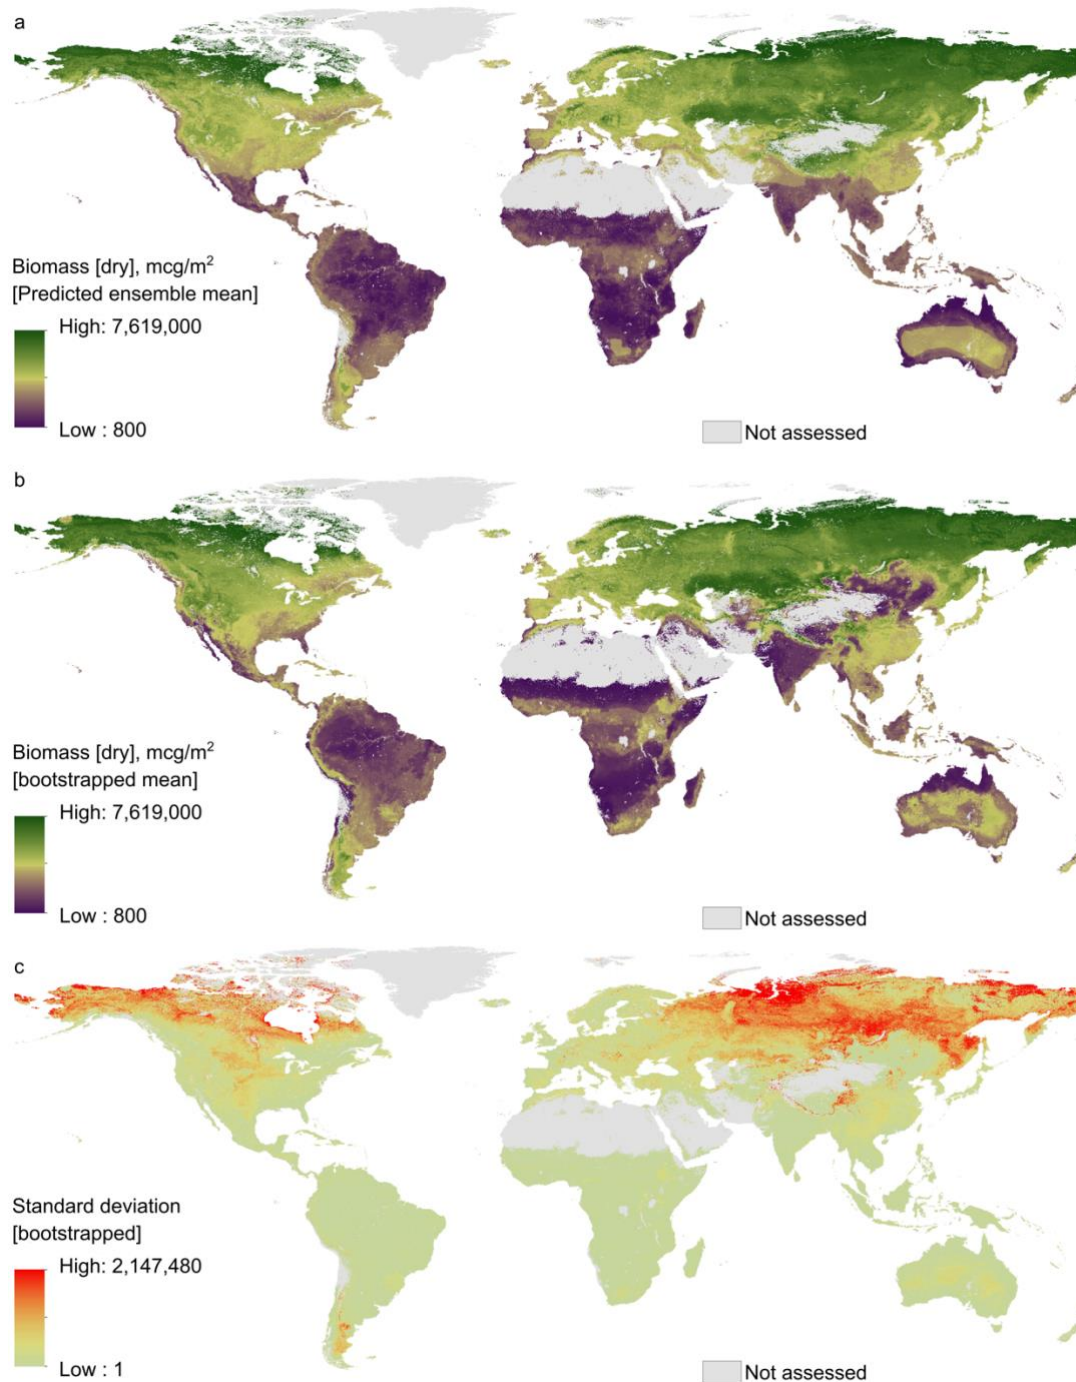 a
Biomass [dry], mcg/m²
[Predicted ensemble mean]
High: 7,619,000
Low : 800
Not assessed
b
Biomass [dry], mcg/m²
[bootstrapped mean]
High: 7,619,000
Low : 800
Not assessed
c
Standard deviation
[bootstrapped]
High: 2,147,480
Low : 1
Not assessed